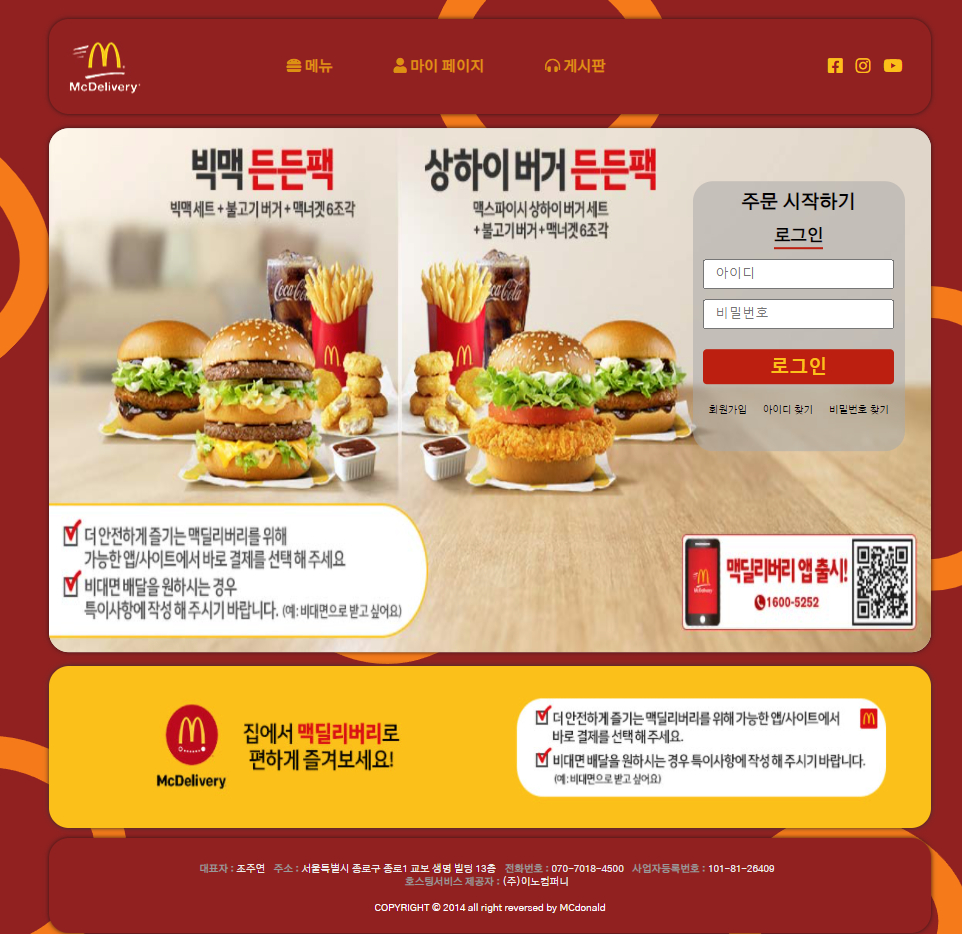 McDelivery
메뉴
마이 페이지
게시판
빅맥 든든팩
빅맥 세트 + 불고기 버거 + 맥너겟 6조각
상하이 버거 든든팩
맥스파이시 상하이 버거 세트
+ 불고기 버거 + 맥너겟 6조각
Coca-Cola
Coca-Cola
주문 시작하기
로그인
아이디
비밀번호
로그인
회원가입 아이디 찾기 비밀번호 찾기
더 안전하게 즐기는 맥딜리버리를 위해
가능한 앱/사이트에서 바로 결제를 선택 해 주세요
비대면 배달을 원하시는 경우
특이사항에 작성 해 주시기 바랍니다. (예: 비대면으로 받고 싶어요)
McDelivery
맥딜리버리 앱 출시!
1600-5252
McDelivery
집에서 맥딜리버리로
편하게 즐겨보세요!
더 안전하게 즐기는 맥딜리버리를 위해 가능한 앱/사이트에서
바로 결제를 선택 해 주세요.
비대면 배달을 원하시는 경우 특이사항에 작성 해 주시기 바랍니다.
(예: 비대면으로 받고 싶어요)
대표자 : 조주연 주소 : 서울특별시 종로구 종로1 교보 생명 빌딩 13층 전화번호 : 070-7018-4500 사업자등록번호 : 101-81-26409
호스팅서비스 제공자 : (주)이노컴퍼니
COPYRIGHT © 2014 all right reversed by MCdonald